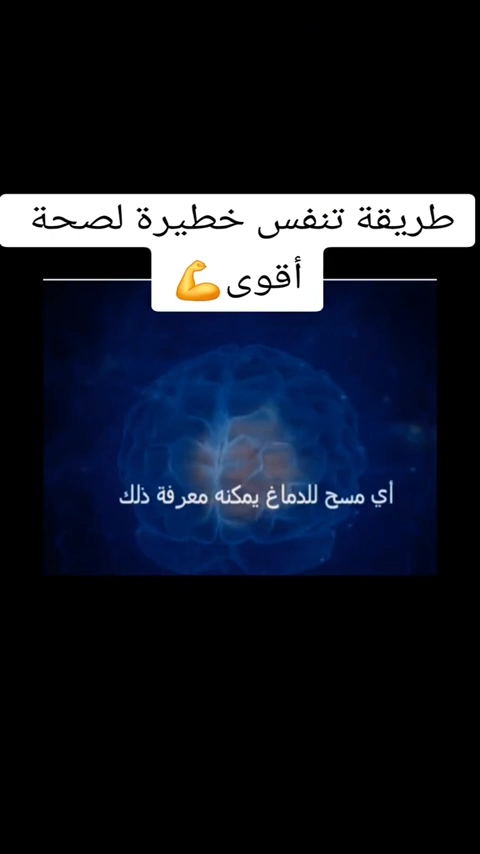 طريقة تنفس خطيرة لصحة
أقوى💪
أي مسح للدماغ يمكنه معرفة ذلك